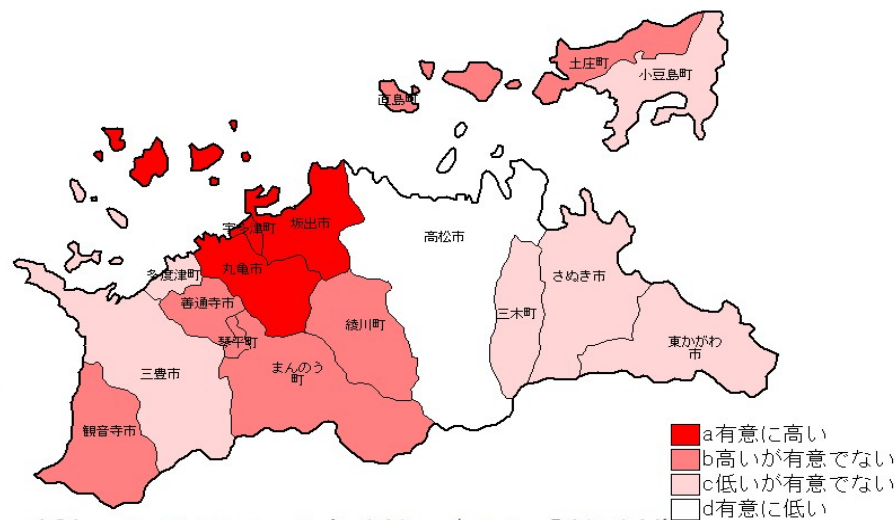 土庄町
小豆島町
直島町
宇多津町
坂出市
高松市
丸亀市
多度津町
さぬき市
善通寺市
三木町
綾川町
琴平町
東かがわ
市
まんのう
町
三豊市
観音寺市
a有意に高い
b高いが有意でない
c低いが有意でない
d有意に低い